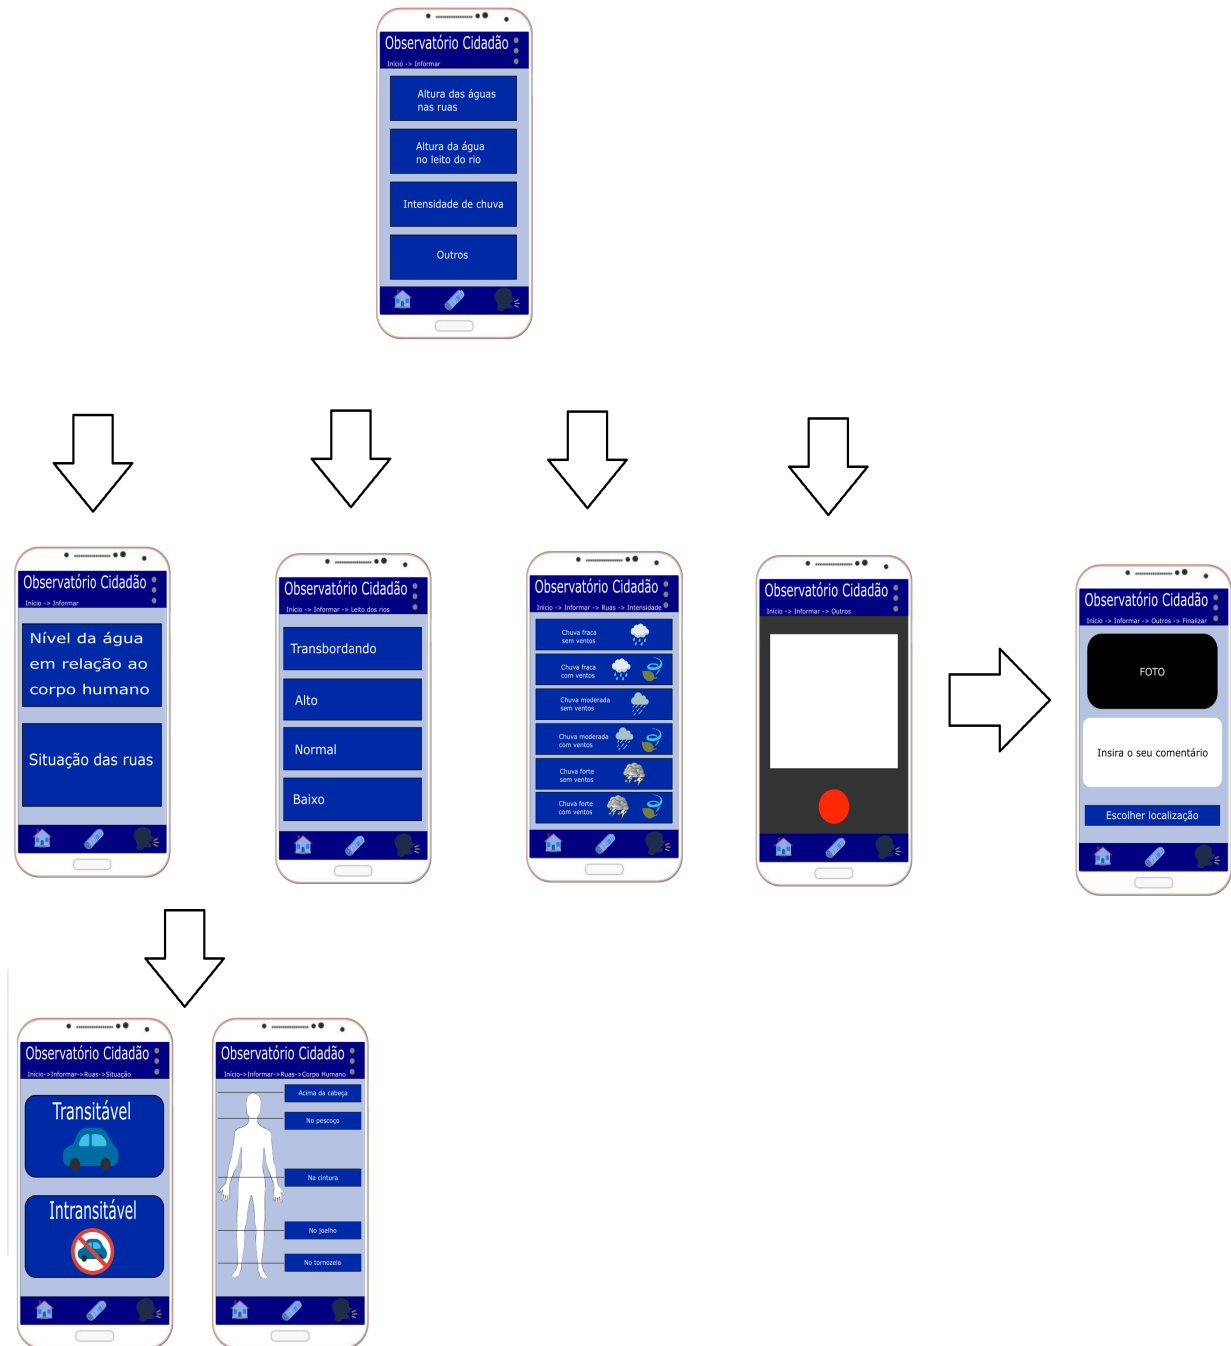 Observatório Cidadão
Início -> Informar
Altura das águas
nas ruas
Altura da água
no leito do rio
Intensidade de chuva
Outros
Observatório Cidadão
Início -> Informar
Nível da água
em relação ao
corpo humano
Situação das ruas
Observatório Cidadão
Início -> Informar -> Leito dos rios
Transbordando
Alto
Normal
Baixo
Observatório Cidadão
Início -> Informar -> Ruas -> Intensidade
Chuva fraca
sem ventos
Chuva fraca
com ventos
Chuva moderada
sem ventos
Chuva moderada
com ventos
Chuva forte
sem ventos
Chuva forte
com ventos
Observatório Cidadão
Início -> Informar -> Outros
Observatório Cidadão
Início -> Informar -> Outros -> Finalizar
FOTO
Insira o seu comentário
Escolher localização
Observatório Cidadão
Início->Informar->Ruas->Situação
Transitável
Intransitável
Observatório Cidadão
Início->Informar->Ruas->Corpo Humano
Acima da cabeça
No pescoço
Na cintura
No joelho
No tornozelo